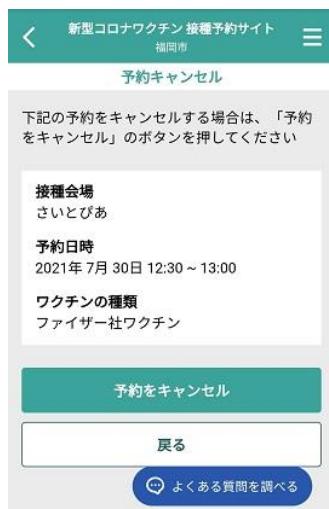 新型コロナワクチン 接種予約サイト
福岡市
予約キャンセル
下記の予約をキャンセルする場合は、「予約
をキャンセル」のボタンを押してください
接種会場
さいとぴあ
予約日時
2021年 7月 30日 12:30 ~ 13:00
ワクチンの種類
ファイザー社ワクチン
予約をキャンセル
戻る
よくある質問を調べる